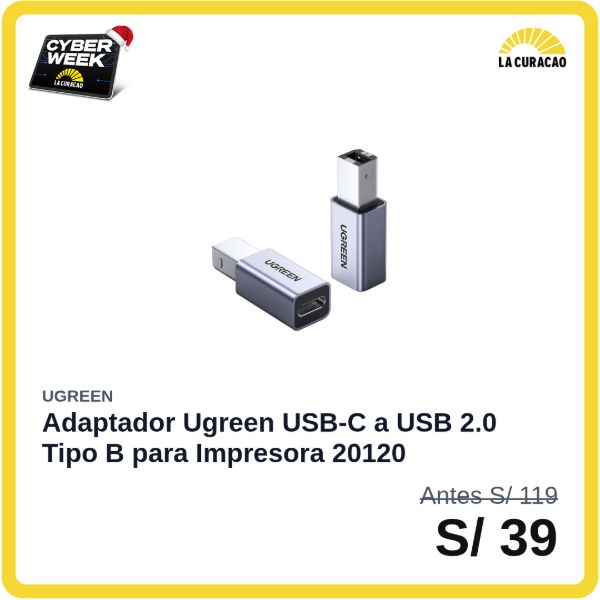 CYBER
WEEK
LA CURACAO
LA CURACAO
UGREEN
UGREEN
UGREEN
Adaptador Ugreen USB-C a USB 2.0
Tipo B para Impresora 20120
Antes S/ 119
S/ 39